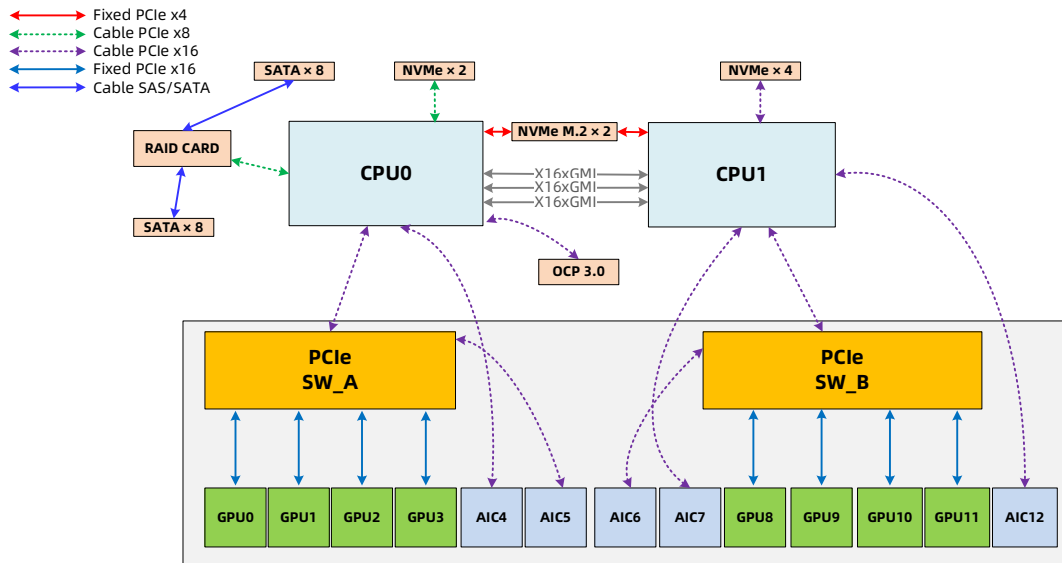 Fixed PCIe x4
Cable PCIe x8
Cable PCIe x16
Fixed PCIe x16
Cable SAS/SATA
SATA × 8
NVMe × 2
NVMe × 4
RAID CARD
CPU0
NVMe M.2 × 2
CPU1
X16xGMI
X16xGMI
X16xGMI
SATA × 8
OCP 3.0
PCIe
SW_A
PCIe
SW_B
GPU0
GPU1
GPU2
GPU3
AIC4
AIC5
AIC6
AIC7
GPU8
GPU9
GPU10
GPU11
AIC12